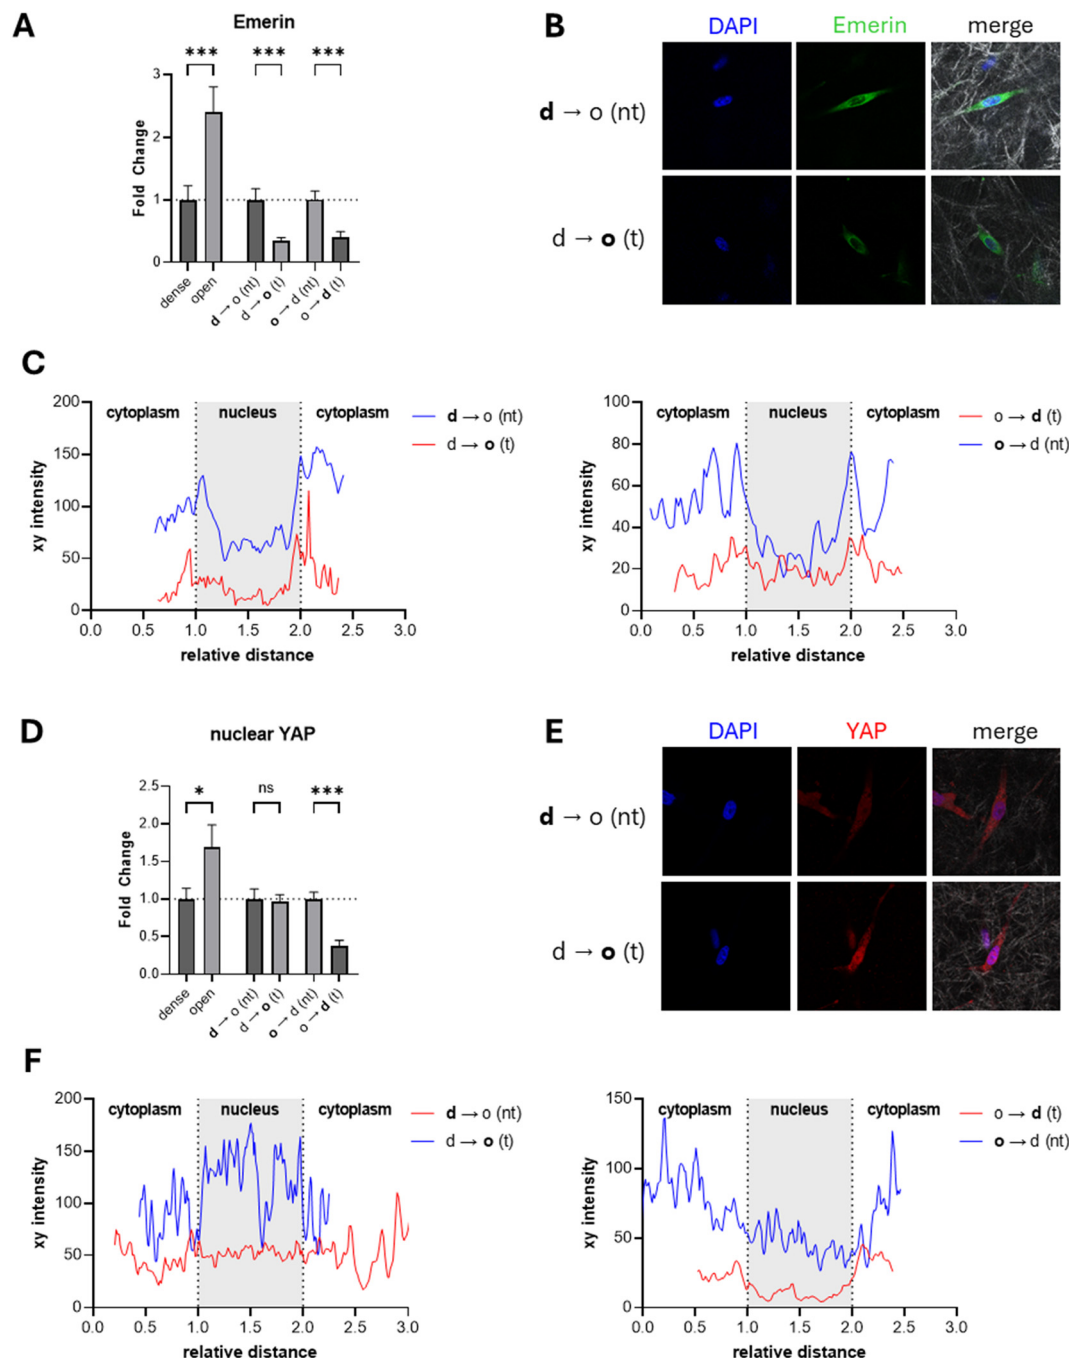 A
Emerin
*** *** ***
Fold Change
3
2
1
0
dense
open
d → o (nt)
d → o (t)
o → d (nt)
o → d (t)
B
DAPI Emerin merge
d → o (nt)
d → o (t)
C
xy intensity
200
150
100
50
0
cytoplasm nucleus cytoplasm
d → o (nt)
d → o (t)
0.0 0.5 1.0 1.5 2.0 2.5 3.0
relative distance
xy intensity
100
80
60
40
20
0
cytoplasm nucleus cytoplasm
o → d (t)
o → d (nt)
0.0 0.5 1.0 1.5 2.0 2.5 3.0
relative distance
D
nuclear YAP
* ns ***
Fold Change
2.5
2.0
1.5
1.0
0.5
0.0
dense
open
d → o (nt)
d → o (t)
o → d (nt)
o → d (t)
E
DAPI YAP merge
d → o (nt)
d → o (t)
F
xy intensity
200
150
100
50
0
cytoplasm nucleus cytoplasm
d → o (nt)
d → o (t)
0.0 0.5 1.0 1.5 2.0 2.5 3.0
relative distance
xy intensity
150
100
50
0
cytoplasm nucleus cytoplasm
o → d (t)
o → d (nt)
0.0 0.5 1.0 1.5 2.0 2.5 3.0
relative distance